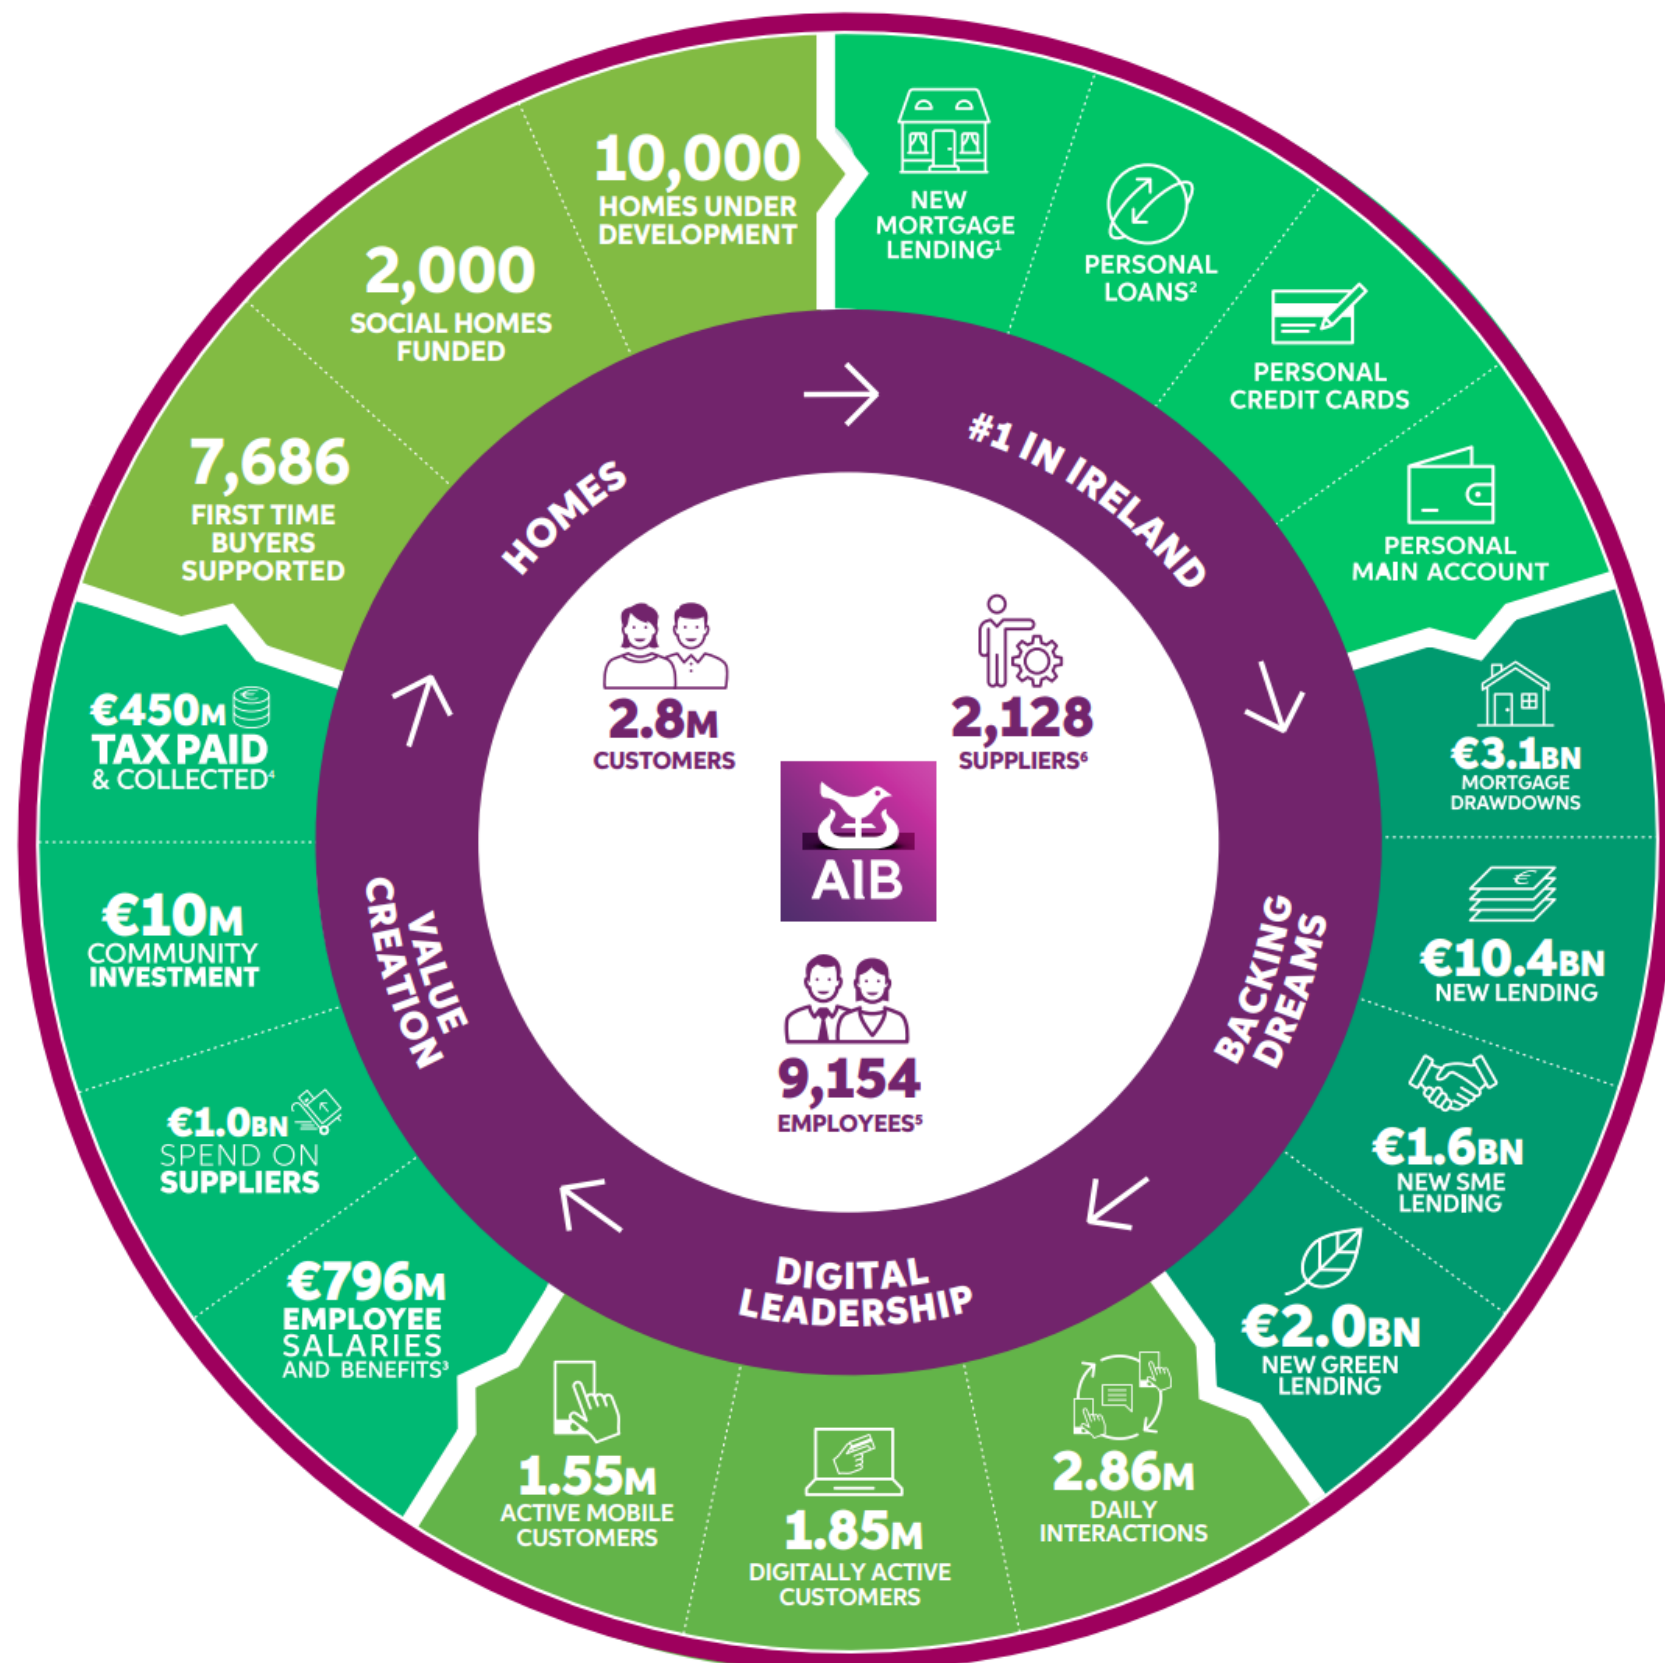 10,000
HOMES UNDER
DEVELOPMENT
2,000
SOCIAL HOMES
FUNDED
7,686
FIRST TIME
BUYERS
SUPPORTED
HOMES
NEW
MORTGAGE
LENDING¹
PERSONAL
LOANS²
PERSONAL
CREDIT CARDS
PERSONAL
MAIN ACCOUNT
#1 IN IRELAND
€3.1BN
MORTGAGE
DRAWDOWNS
€10.4BN
NEW LENDING
€1.6BN
NEW SME
LENDING
€2.0BN
NEW GREEN
LENDING
BACKING
DREAMS
2.86M
DAILY
INTERACTIONS
1.85M
DIGITALLY ACTIVE
CUSTOMERS
1.55M
ACTIVE MOBILE
CUSTOMERS
DIGITAL
LEADERSHIP
€796M
EMPLOYEE
SALARIES
AND BENEFITS³
€1.0BN
SPEND ON
SUPPLIERS
€10M
COMMUNITY
INVESTMENT
€450M
TAX PAID
& COLLECTED⁴
VALUE
CREATION
2.8M
CUSTOMERS
2,128
SUPPLIERS⁶
AIB
9,154
EMPLOYEES⁵